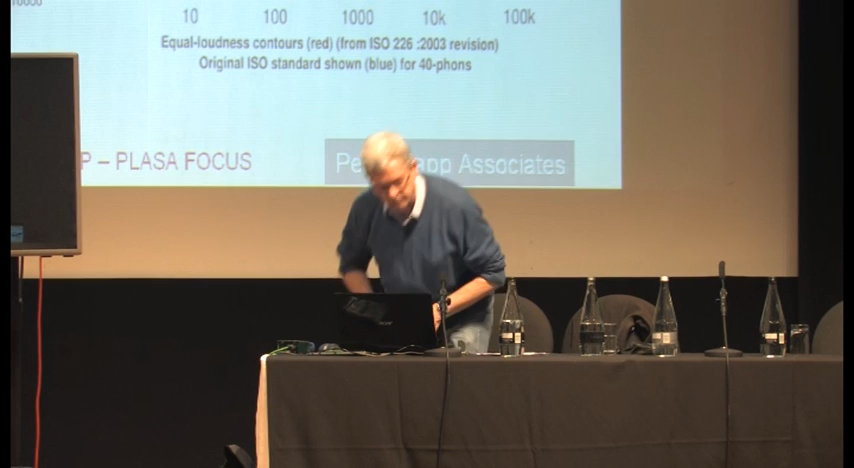 10 100 1000 10k 100k
Equal-loudness contours (red) (from ISO 226 :2003 revision)
Original ISO standard shown (blue) for 40-phons
P – PLASA FOCUS
Associates